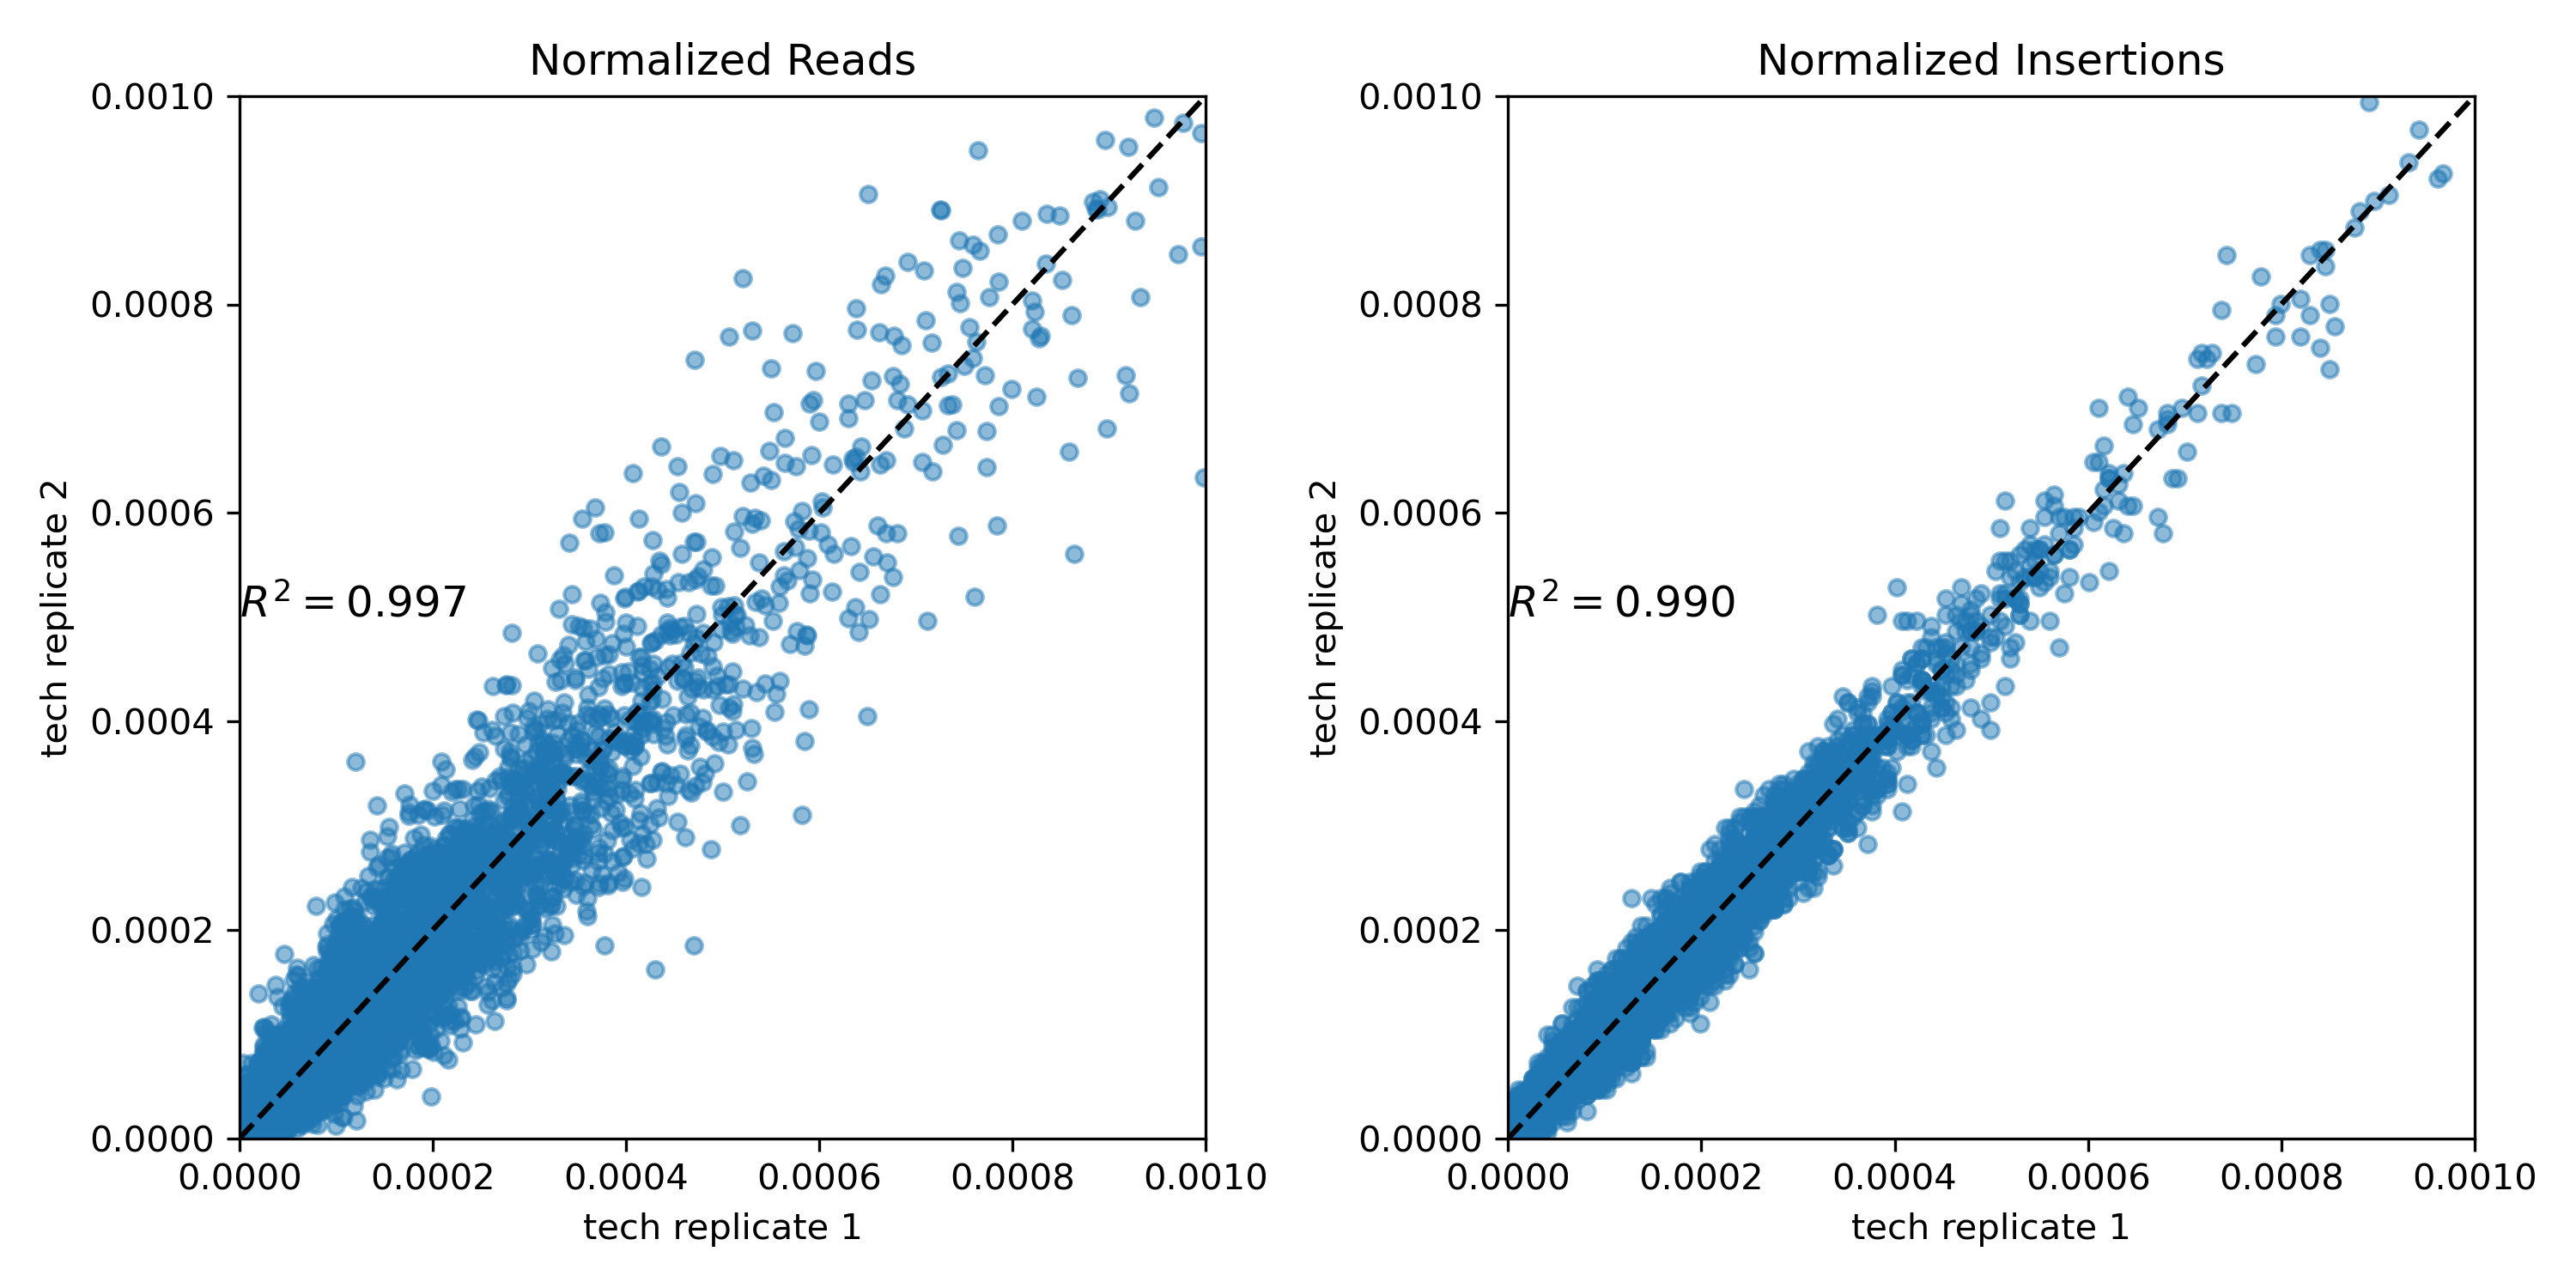 Normalized Reads
0.0010
0.0008
0.0006
0.0004
0.0002
0.0000
tech replicate 2
R² = 0.997
0.0000 0.0002 0.0004 0.0006 0.0008 0.0010
tech replicate 1
Normalized Insertions
0.0010
0.0008
0.0006
0.0004
0.0002
0.0000
tech replicate 2
R² = 0.990
0.0000 0.0002 0.0004 0.0006 0.0008 0.0010
tech replicate 1